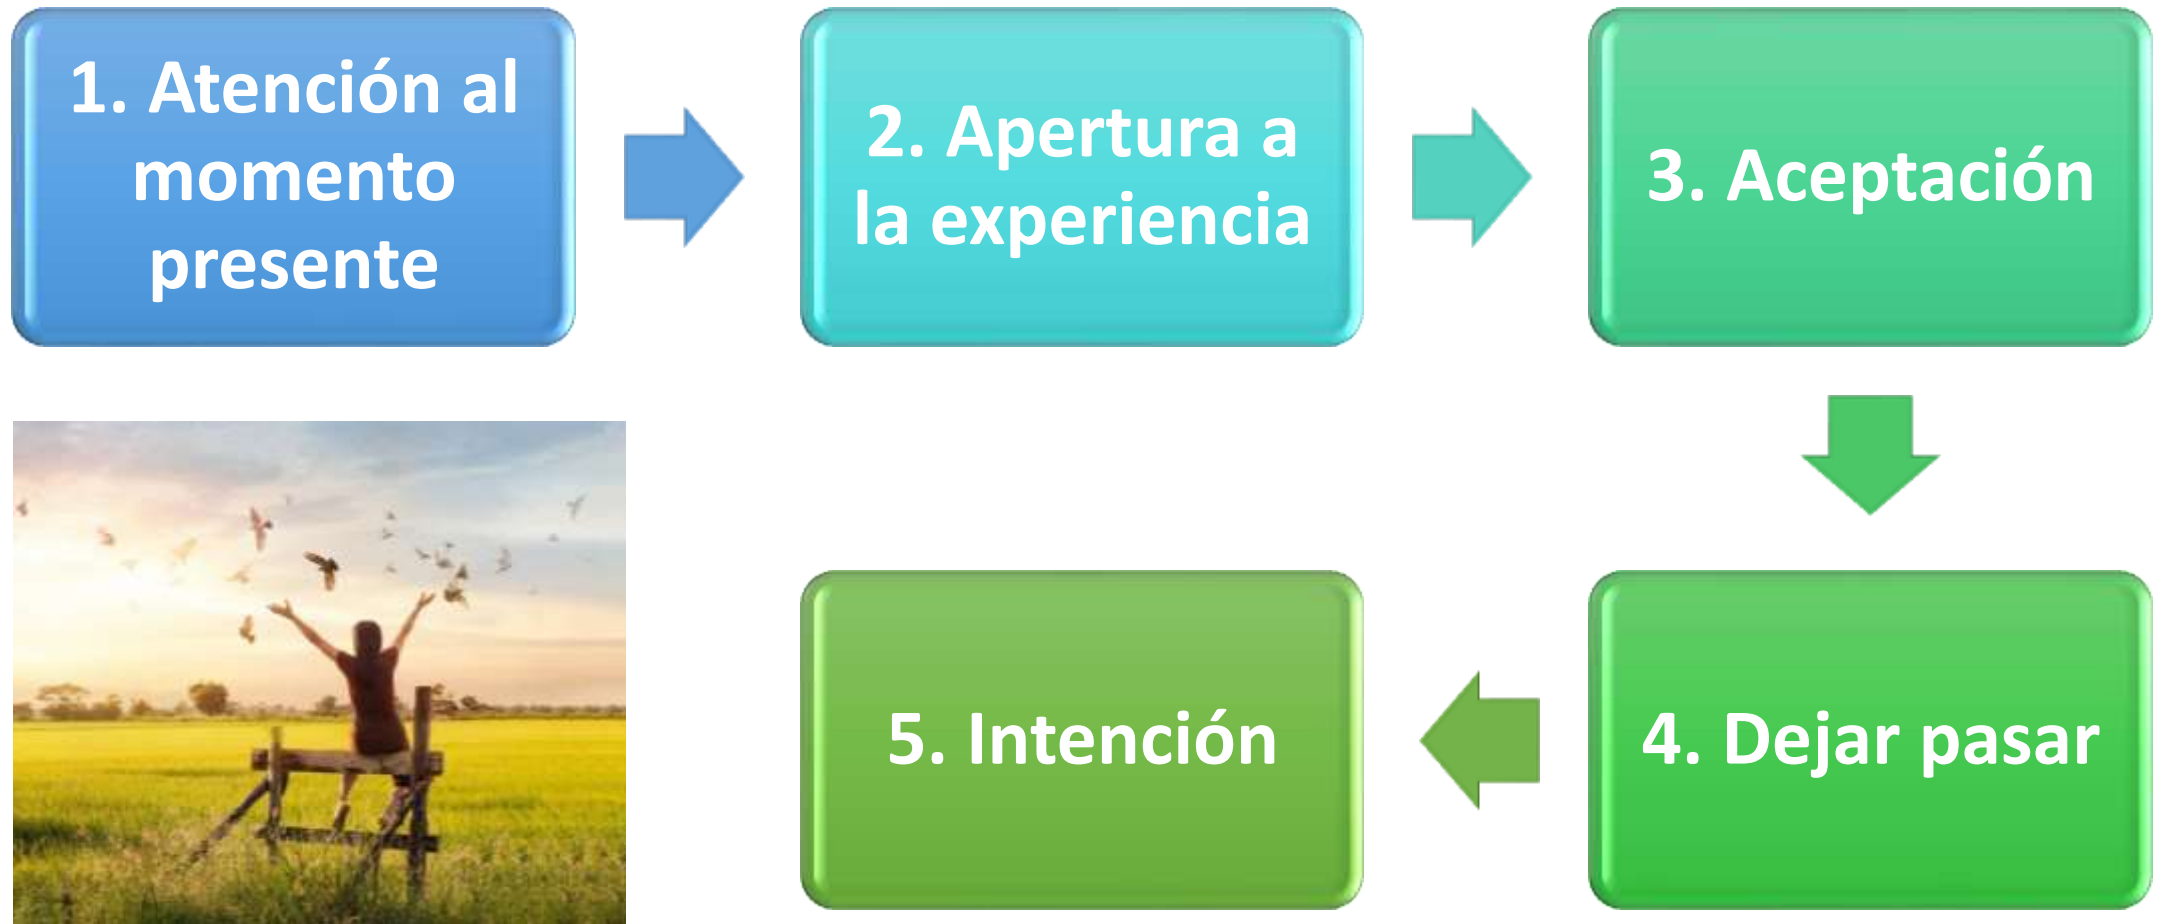 1. Atención al
momento
presente
2. Apertura a
la experiencia
3. Aceptación
4. Dejar pasar
5. Intención